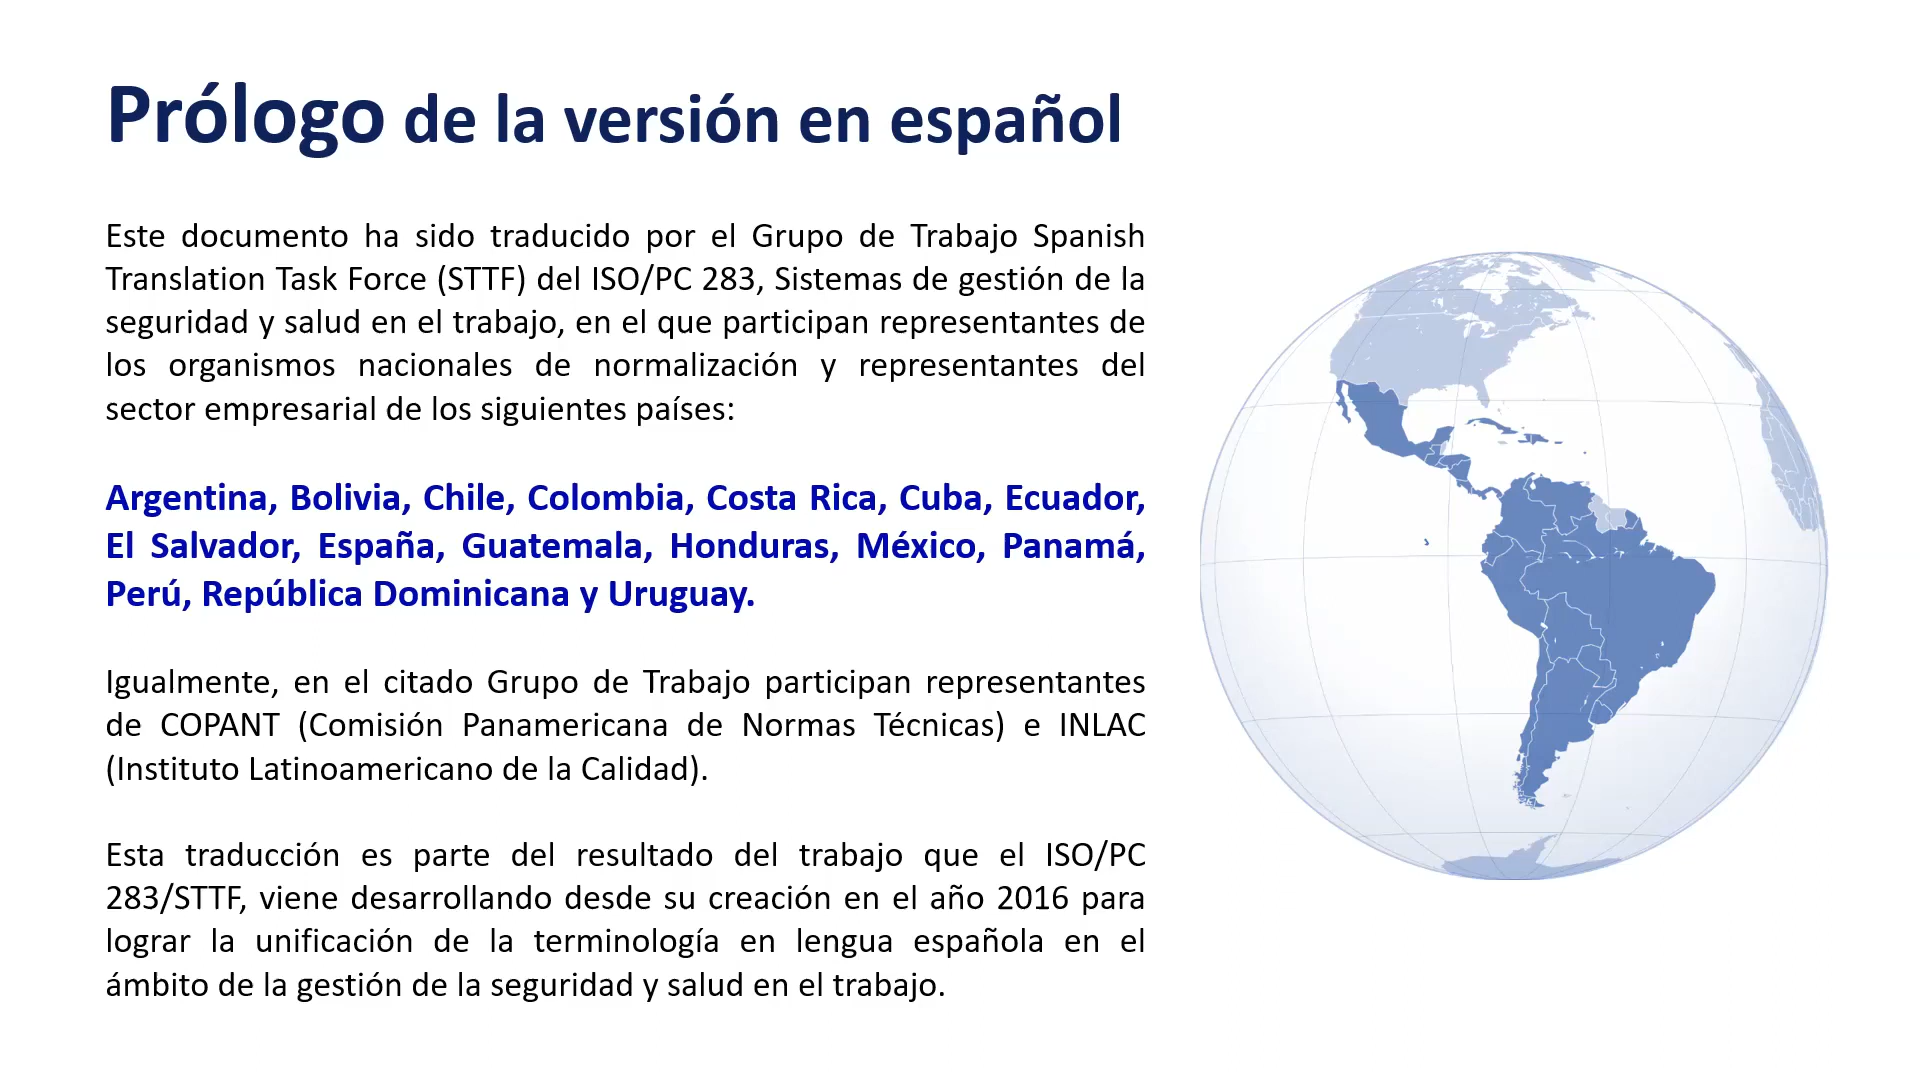 Prólogo de la versión en español
Este documento ha sido traducido por el Grupo de Trabajo Spanish
Translation Task Force (STTF) del ISO/PC 283, Sistemas de gestión de la
seguridad y salud en el trabajo, en el que participan representantes de
los organismos nacionales de normalización y representantes del
sector empresarial de los siguientes países:
Argentina, Bolivia, Chile, Colombia, Costa Rica, Cuba, Ecuador,
El Salvador, España, Guatemala, Honduras, México, Panamá,
Perú, República Dominicana y Uruguay.
Igualmente, en el citado Grupo de Trabajo participan representantes
de COPANT (Comisión Panamericana de Normas Técnicas) e INLAC
(Instituto Latinoamericano de la Calidad).
Esta traducción es parte del resultado del trabajo que el ISO/PC
283/STTF, viene desarrollando desde su creación en el año 2016 para
lograr la unificación de la terminología en lengua española en el
ámbito de la gestión de la seguridad y salud en el trabajo.